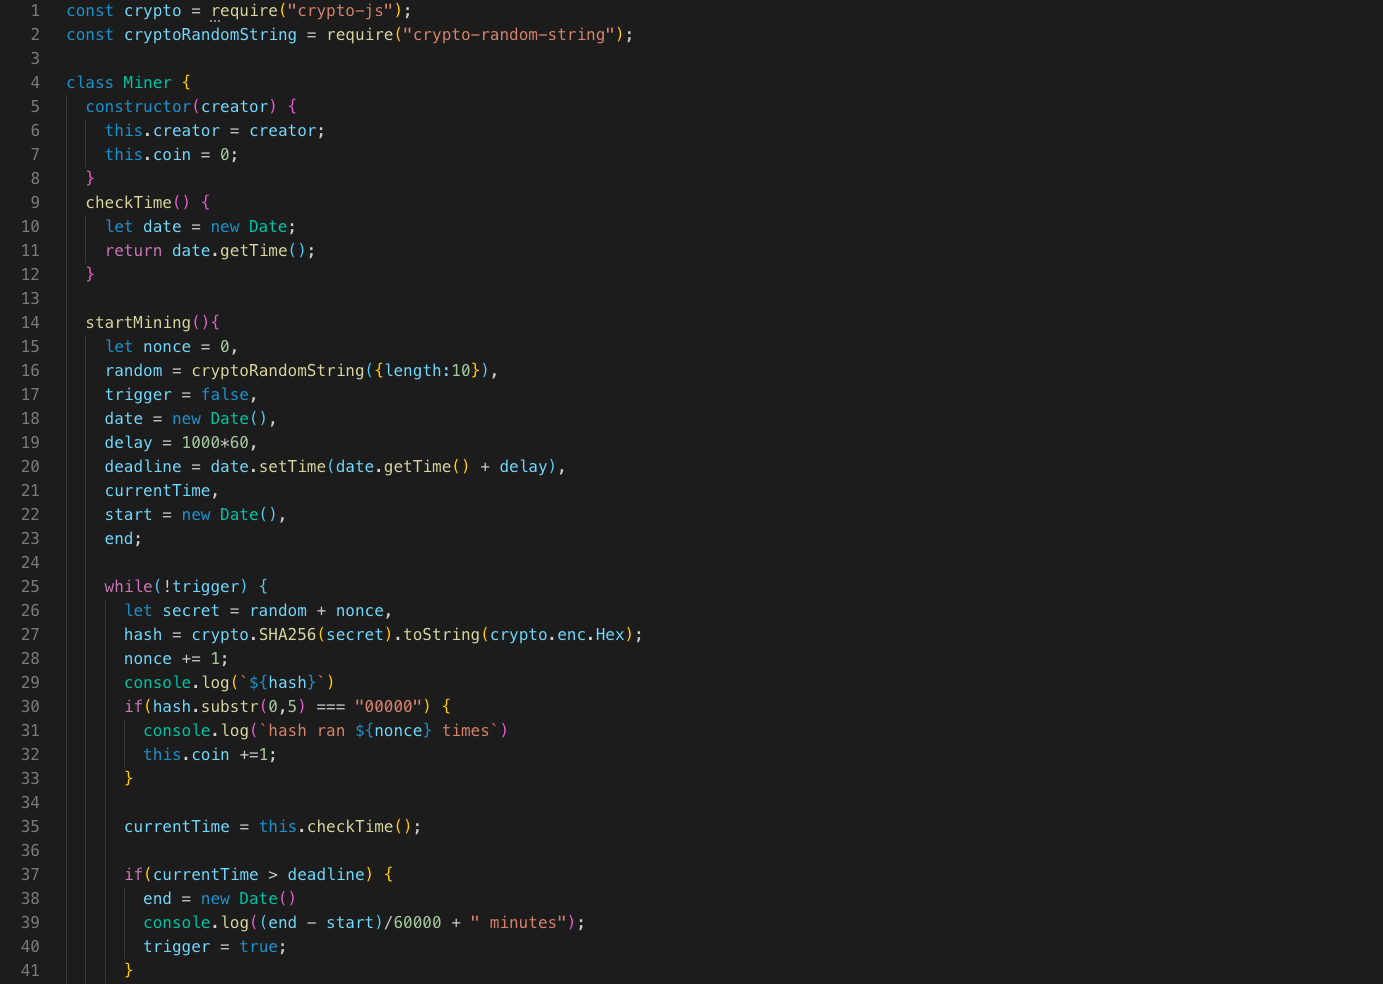 1 const crypto = require("crypto-js");
2 const cryptoRandomString = require("crypto-random-string");
3
4 class Miner {
5 constructor(creator) {
6 this.creator = creator;
7 this.coin = 0;
8 }
9 checkTime() {
10 let date = new Date;
11 return date.getTime();
12 }
13
14 startMining(){
15 let nonce = 0,
16 random = cryptoRandomString({length:10}),
17 trigger = false,
18 date = new Date(),
19 delay = 1000*60,
20 deadline = date.setTime(date.getTime() + delay),
21 currentTime,
22 start = new Date(),
23 end;
24
25 while(!trigger) {
26 let secret = random + nonce,
27 hash = crypto.SHA256(secret).toString(crypto.enc.Hex);
28 nonce += 1;
29 console.log(`${hash}`)
30 if(hash.substr(0,5) === "00000") {
31 console.log(`hash ran ${nonce} times`)
32 this.coin +=1;
33 }
34
35 currentTime = this.checkTime();
36
37 if(currentTime > deadline) {
38 end = new Date()
39 console.log((end - start)/60000 + " minutes");
40 trigger = true;
41 }